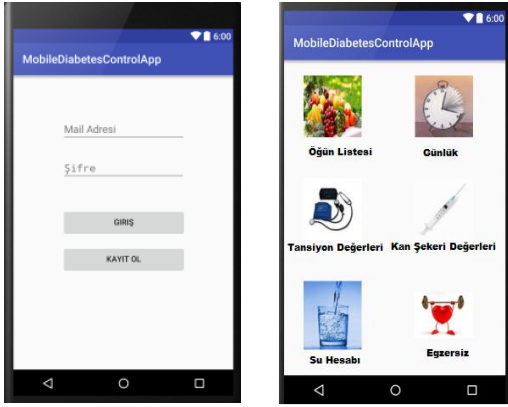 6:00
MobileDiabetesControlApp
Mail Adresi
Şifre
GIRIŞ
KAYIT OL
6:00
MobileDiabetesControlApp
Öğün Listesi
Günlük
Tansiyon Değerleri
Kan Şekeri Değerleri
Su Hesabı
Egzersiz